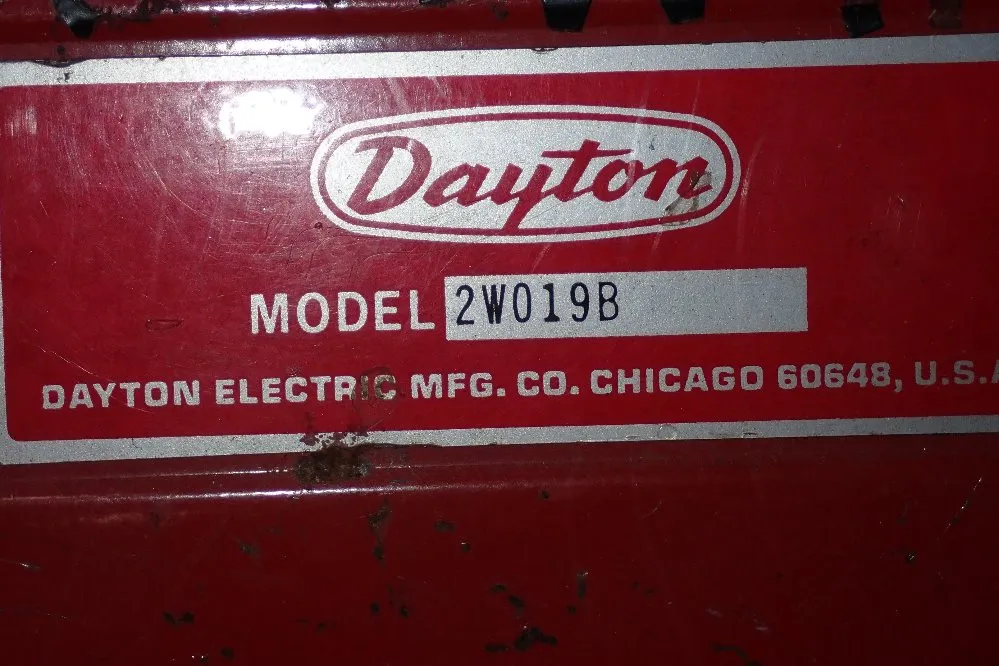 Dayton
MODEL 2W019B
DAYTON ELECTRIC MFG. CO. CHICAGO 60648, U.S.A